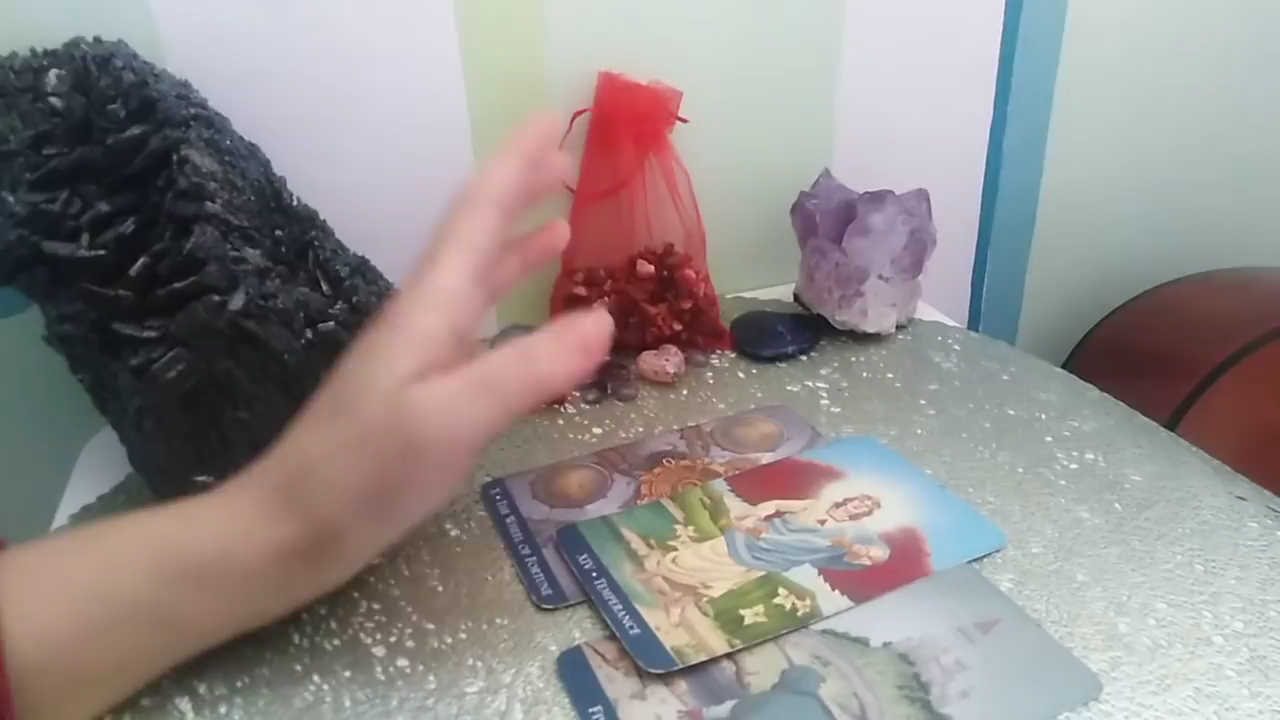 X • THE WHEEL OF FORTUNE
XIV • TEMPERANCE